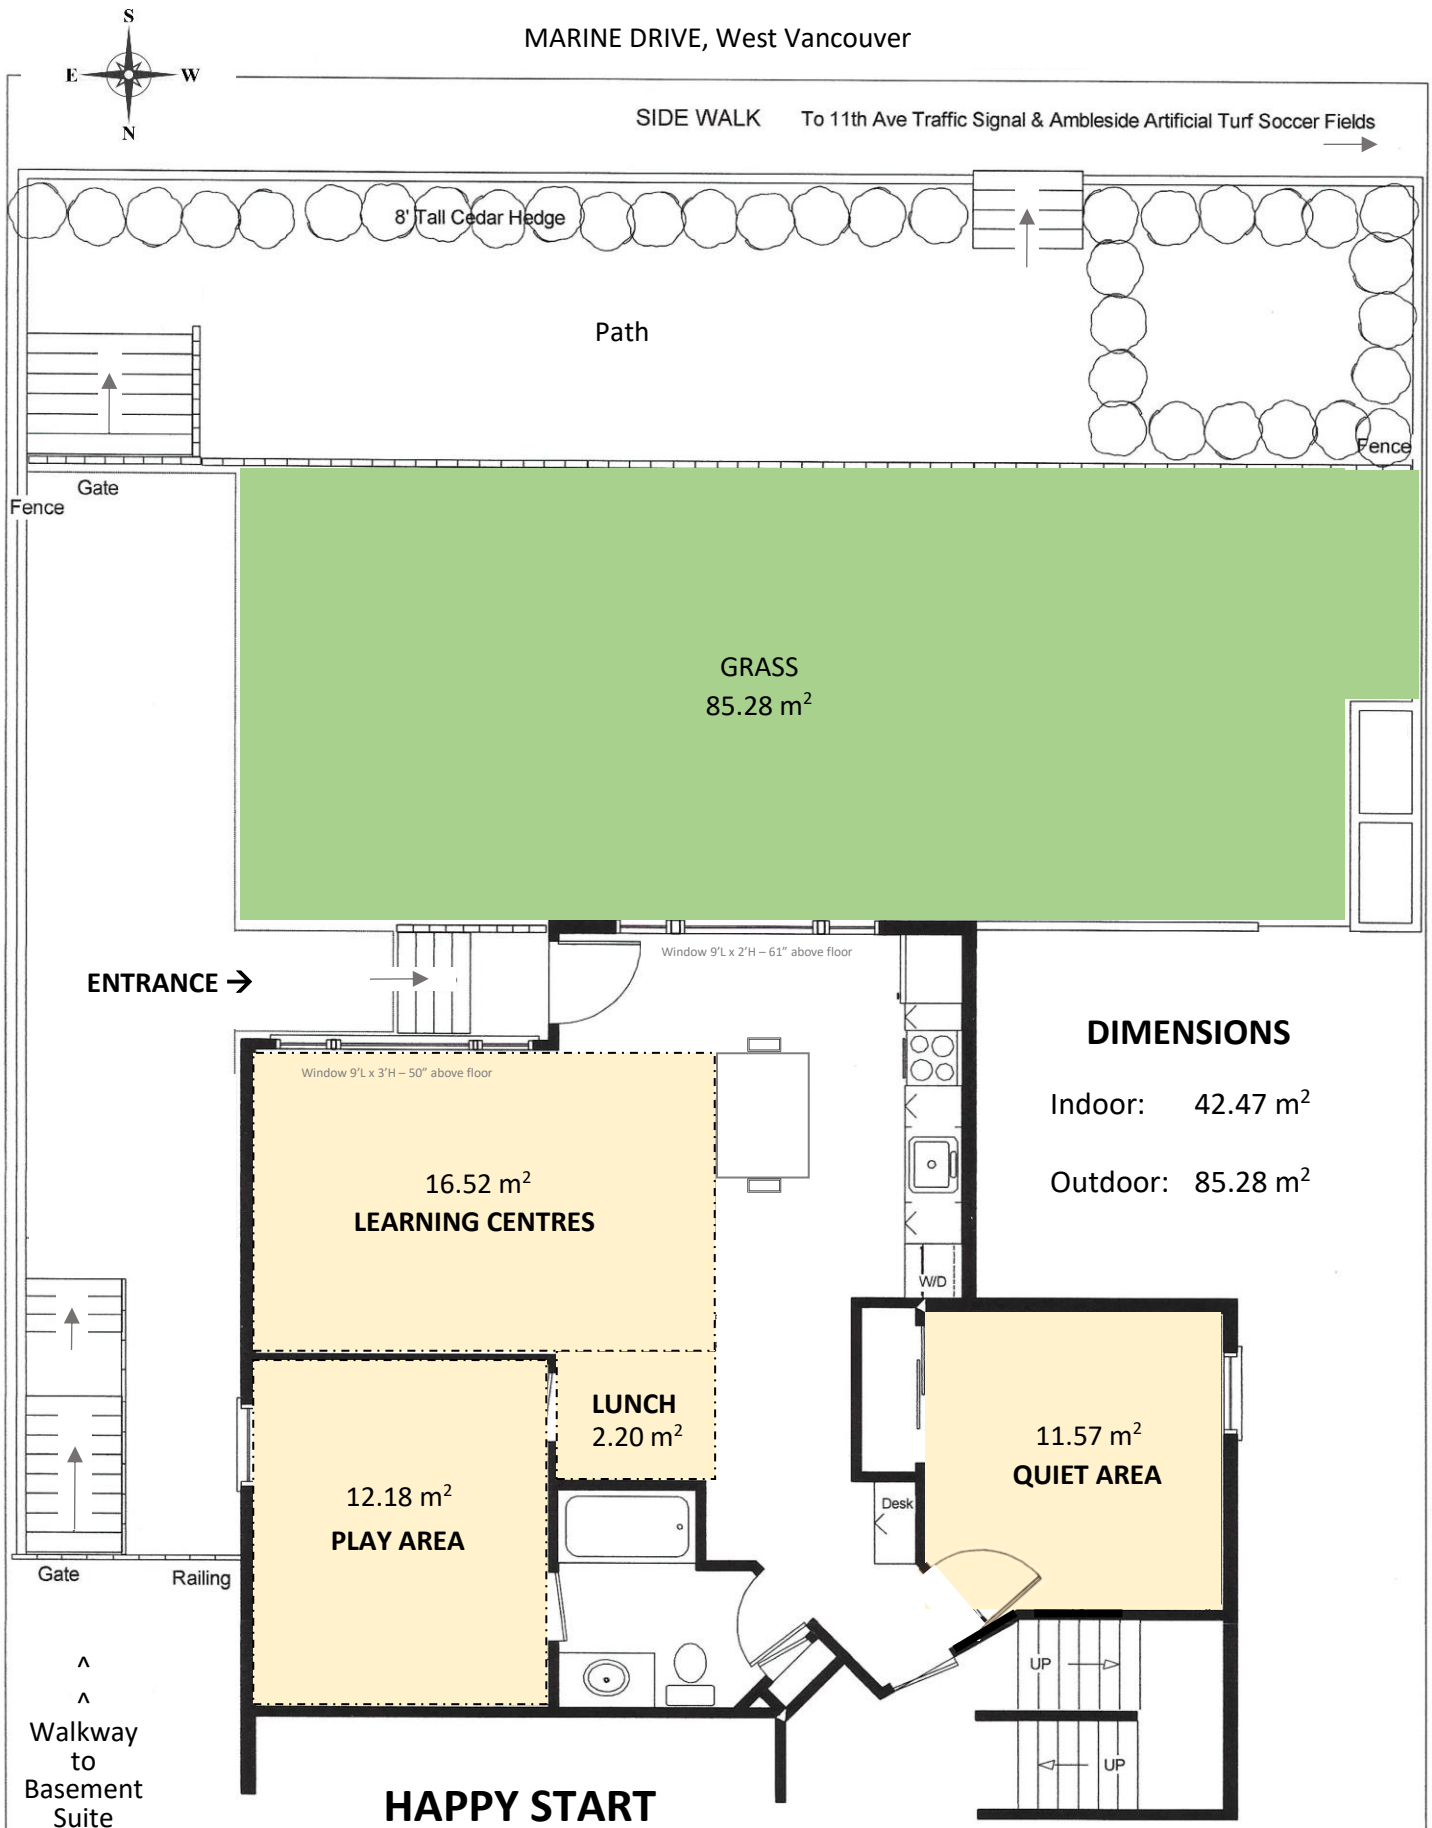 S
MARINE DRIVE, West Vancouver
E W
N
SIDE WALK To 11th Ave Traffic Signal & Ambleside Artificial Turf Soccer Fields
8' Tall Cedar Hedge
Path
Fence
Gate
Fence
GRASS
85.28 m²
Window 9'L x 2'H – 61" above floor
ENTRANCE →
DIMENSIONS
Window 9'L x 3'H – 50" above floor
Indoor: 42.47 m²
Outdoor: 85.28 m²
16.52 m²
LEARNING CENTRES
W/D
LUNCH
2.20 m²
11.57 m²
QUIET AREA
12.18 m²
PLAY AREA
Desk
Gate
Railing
UP
^
^
Walkway
to
Basement
Suite
UP
HAPPY START